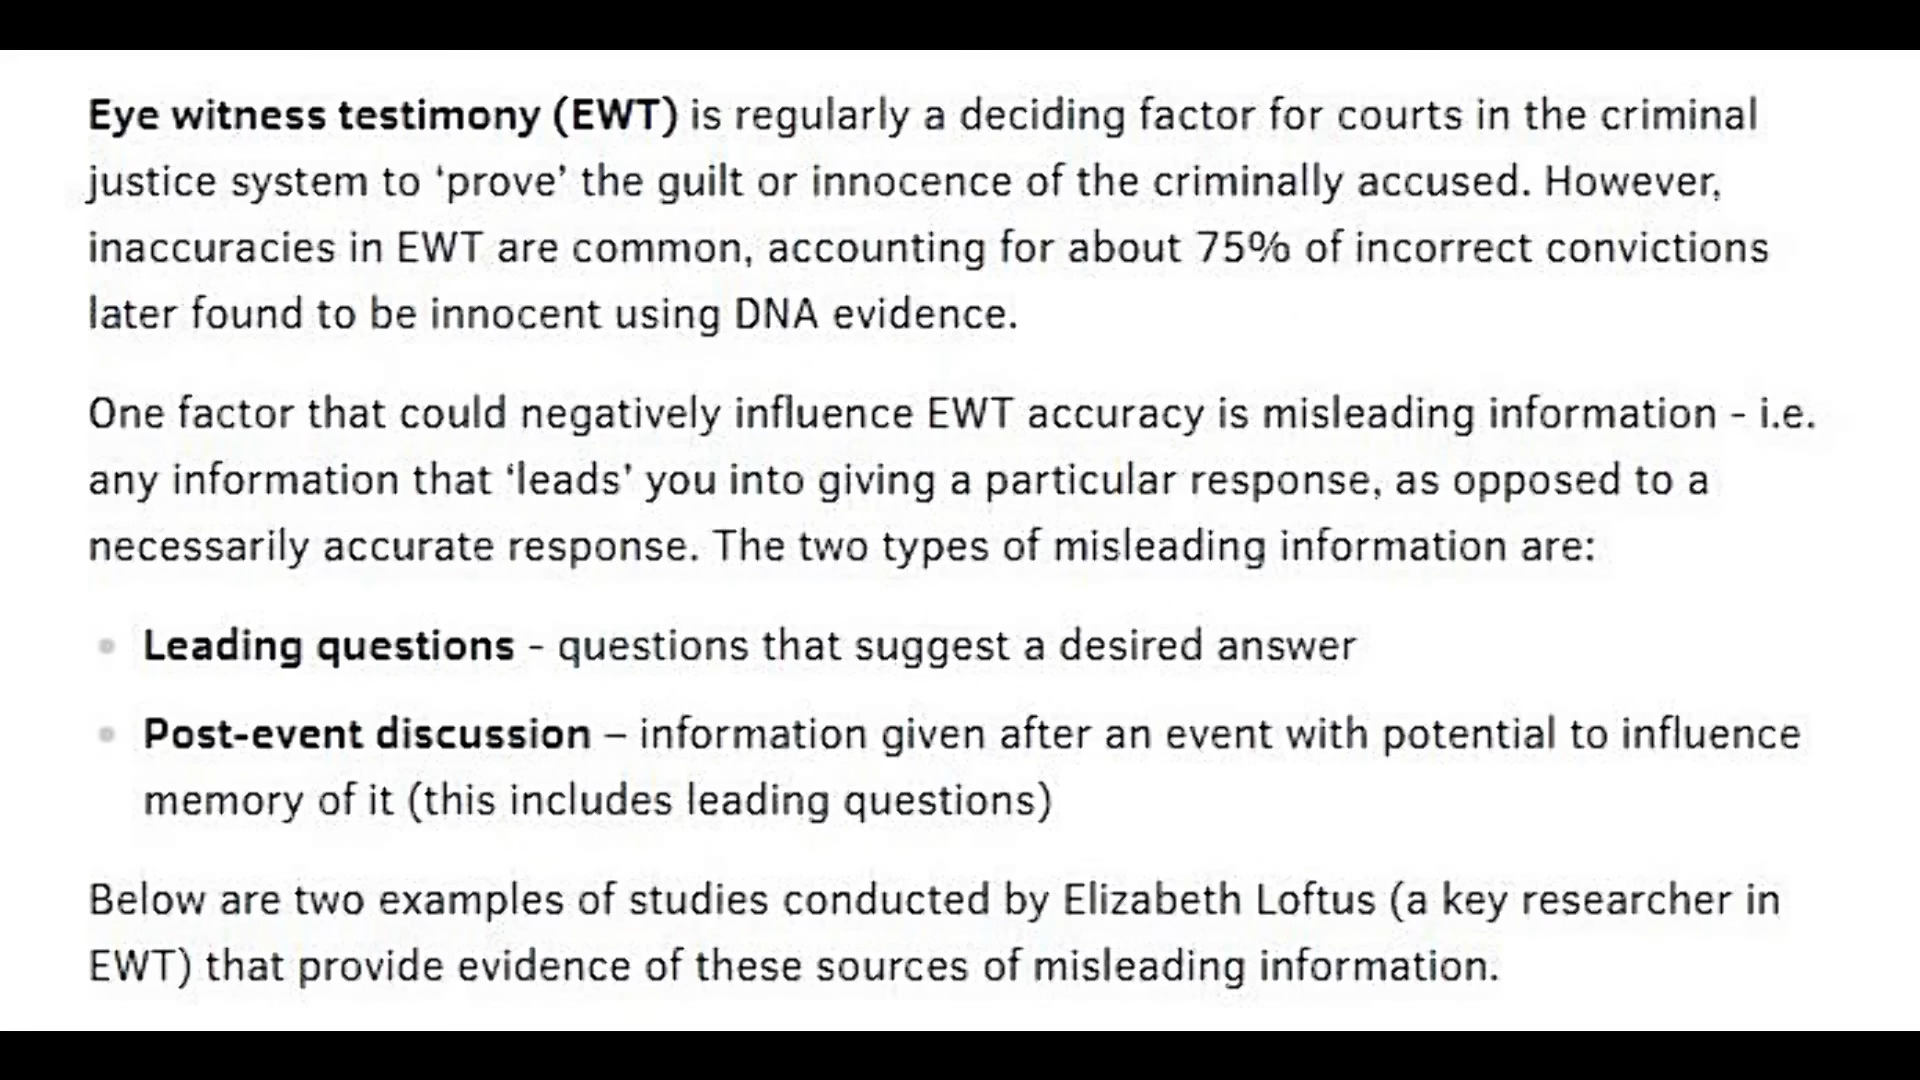 Eye witness testimony (EWT) is regularly a deciding factor for courts in the criminal
justice system to ‘prove’ the guilt or innocence of the criminally accused. However,
inaccuracies in EWT are common, accounting for about 75% of incorrect convictions
later found to be innocent using DNA evidence.
One factor that could negatively influence EWT accuracy is misleading information - i.e.
any information that ‘leads’ you into giving a particular response, as opposed to a
necessarily accurate response. The two types of misleading information are:
• Leading questions - questions that suggest a desired answer
• Post-event discussion – information given after an event with potential to influence
memory of it (this includes leading questions)
Below are two examples of studies conducted by Elizabeth Loftus (a key researcher in
EWT) that provide evidence of these sources of misleading information.